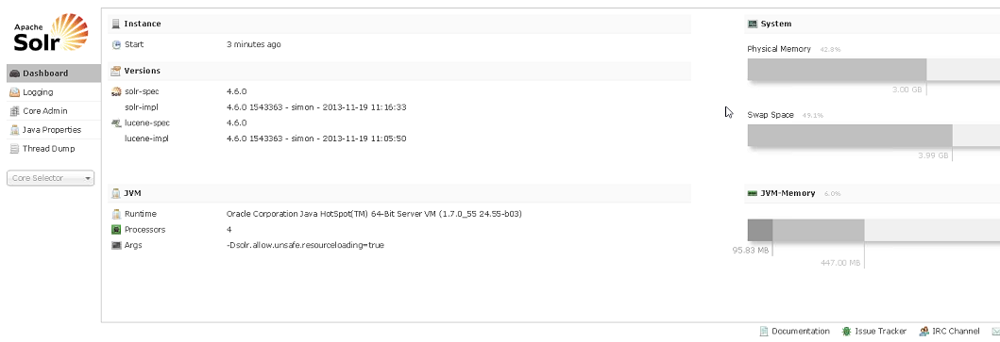 Apache
Solr
Dashboard
Logging
Core Admin
Java Properties
Thread Dump
Core Selector
Instance
Start 3 minutes ago
Versions
solr-spec 4.6.0
solr-impl 4.6.0 1543363 - simon - 2013-11-19 11:16:33
lucene-spec 4.6.0
lucene-impl 4.6.0 1543363 - simon - 2013-11-19 11:05:50
JVM
Runtime Oracle Corporation Java HotSpot(TM) 64-Bit Server VM (1.7.0_55 24.55-b03)
Processors 4
Args -Dsolr.allow.unsafe.resourceloading=true
System
Physical Memory 42.8%
3.00 GB
Swap Space 49.1%
3.99 GB
JVM-Memory 6.0%
95.83 MB
447.00 MB
Documentation Issue Tracker IRC Channel